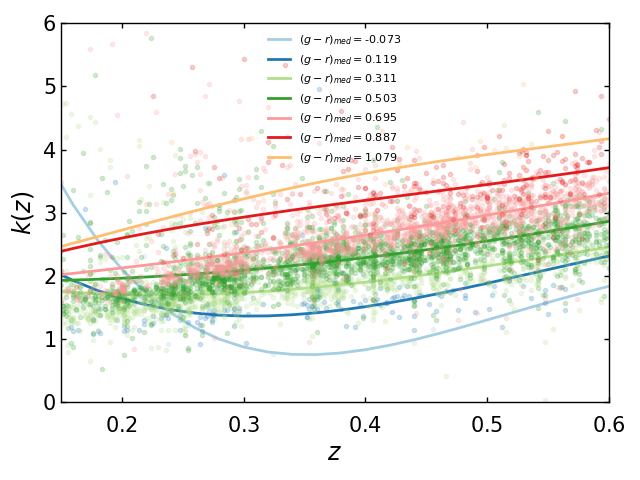 6
5
4
3
2
1
0
k(z)
(g − r)med = -0.073
(g − r)med = 0.119
(g − r)med = 0.311
(g − r)med = 0.503
(g − r)med = 0.695
(g − r)med = 0.887
(g − r)med = 1.079
0.2 0.3 0.4 0.5 0.6
z